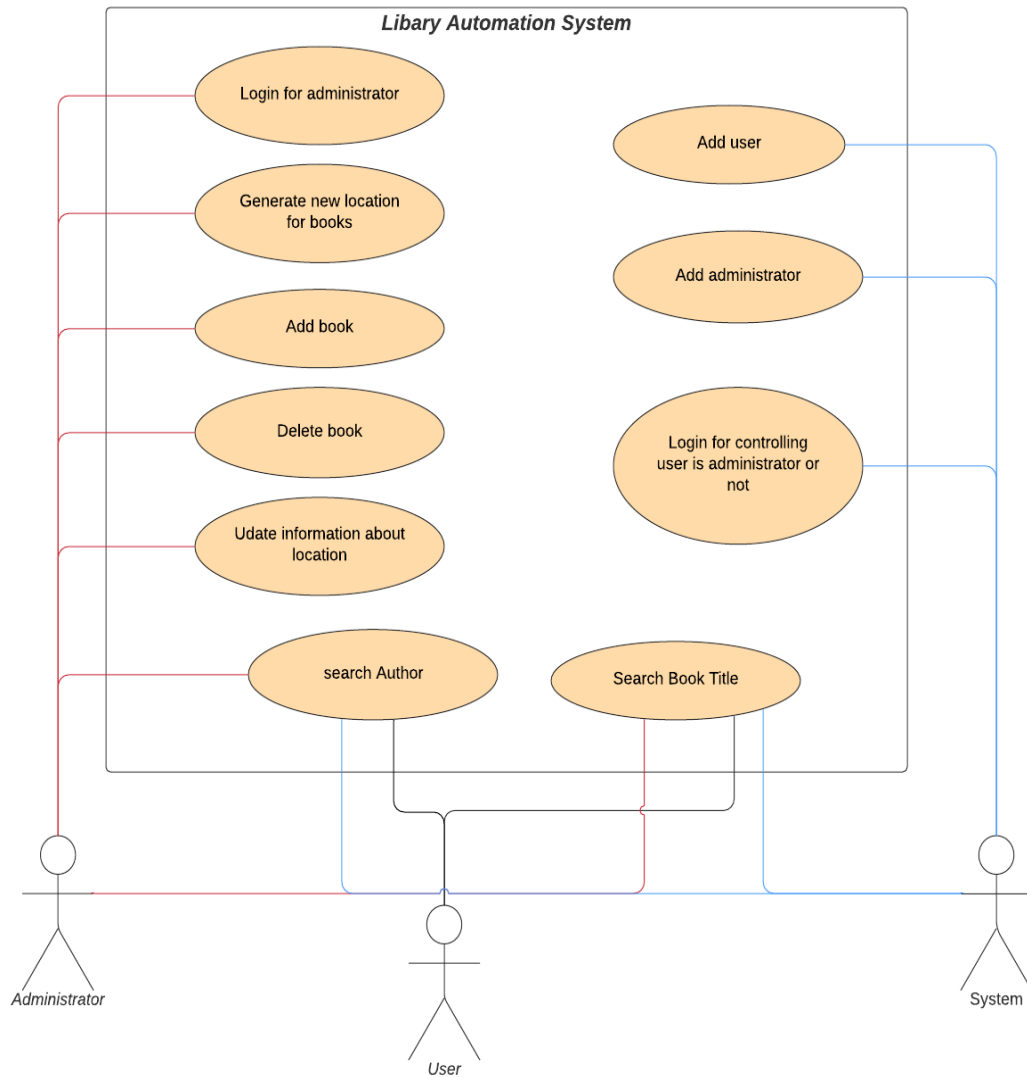 Libary Automation System
Login for administrator
Add user
Generate new location
for books
Add administrator
Add book
Delete book
Login for controlling
user is administrator or
not
Udate information about
location
search Author
Search Book Title
Administrator
System
User